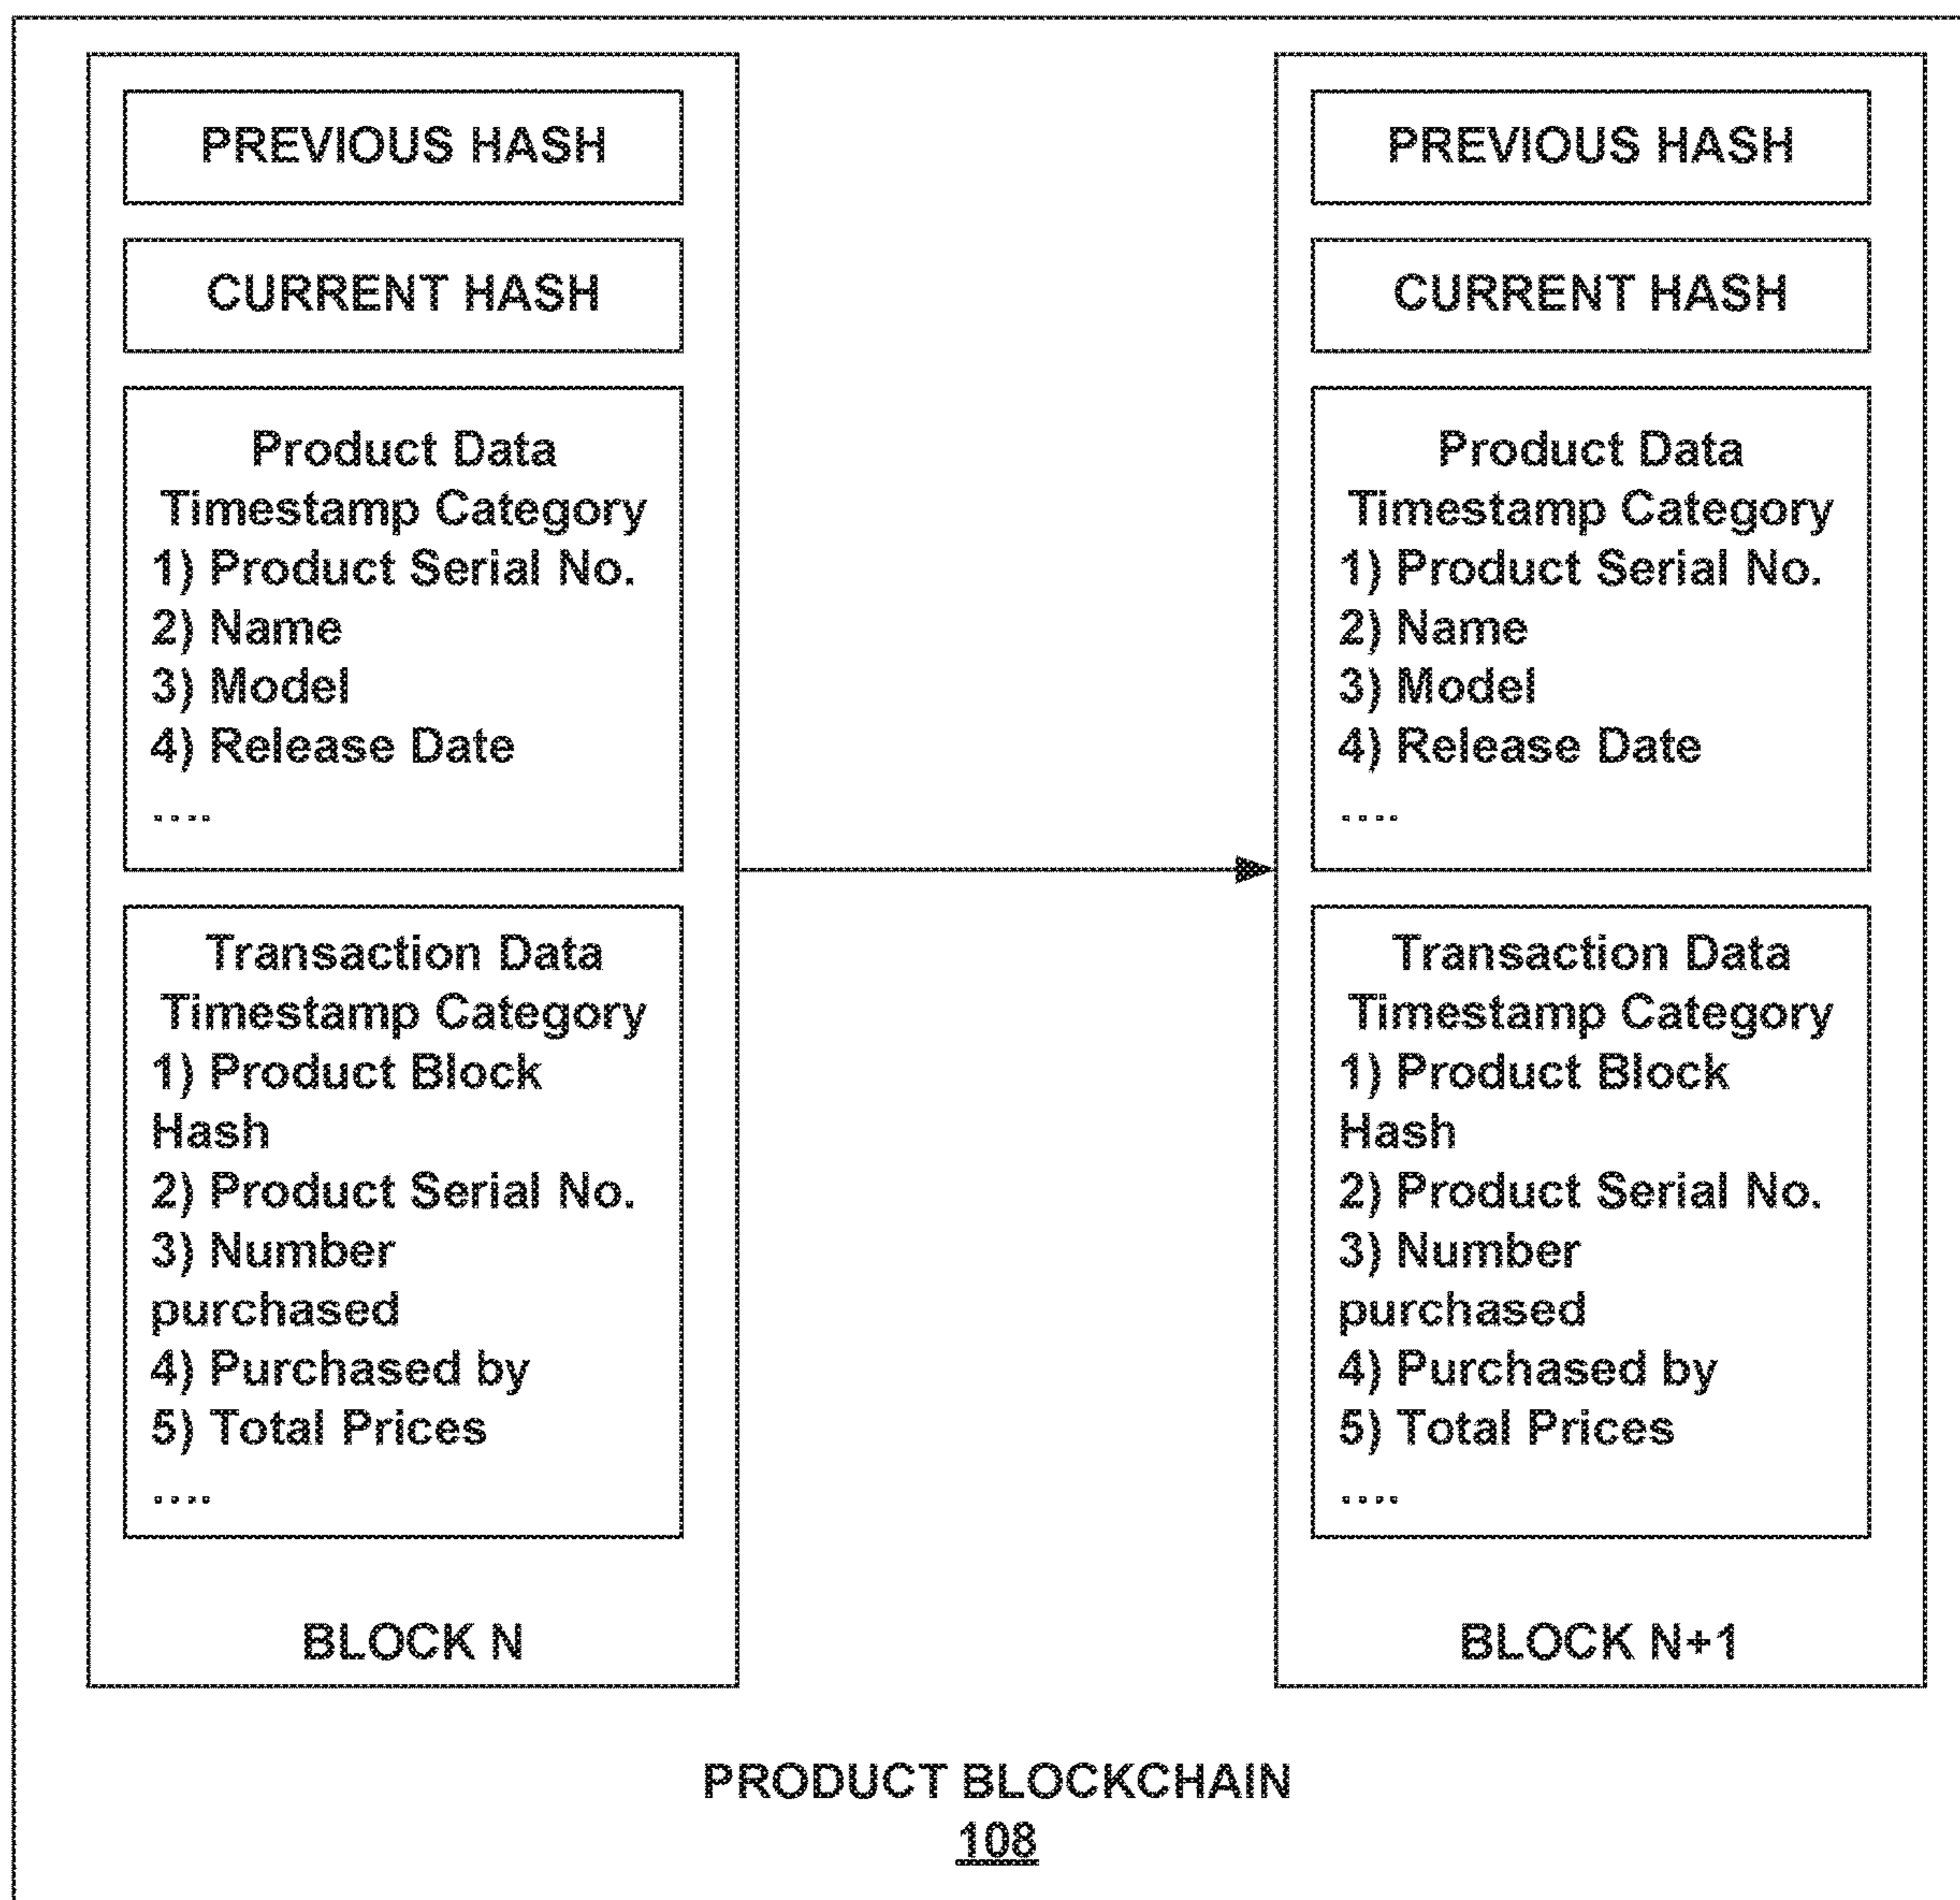 PREVIOUS HASH
CURRENT HASH
Product Data
Timestamp Category
1) Product Serial No.
2) Name
3) Model
4) Release Date
....
Transaction Data
Timestamp Category
1) Product Block
Hash
2) Product Serial No.
3) Number
purchased
4) Purchased by
5) Total Prices
....
BLOCK N
PREVIOUS HASH
CURRENT HASH
Product Data
Timestamp Category
1) Product Serial No.
2) Name
3) Model
4) Release Date
....
Transaction Data
Timestamp Category
1) Product Block
Hash
2) Product Serial No.
3) Number
purchased
4) Purchased by
5) Total Prices
....
BLOCK N+1
PRODUCT BLOCKCHAIN
108